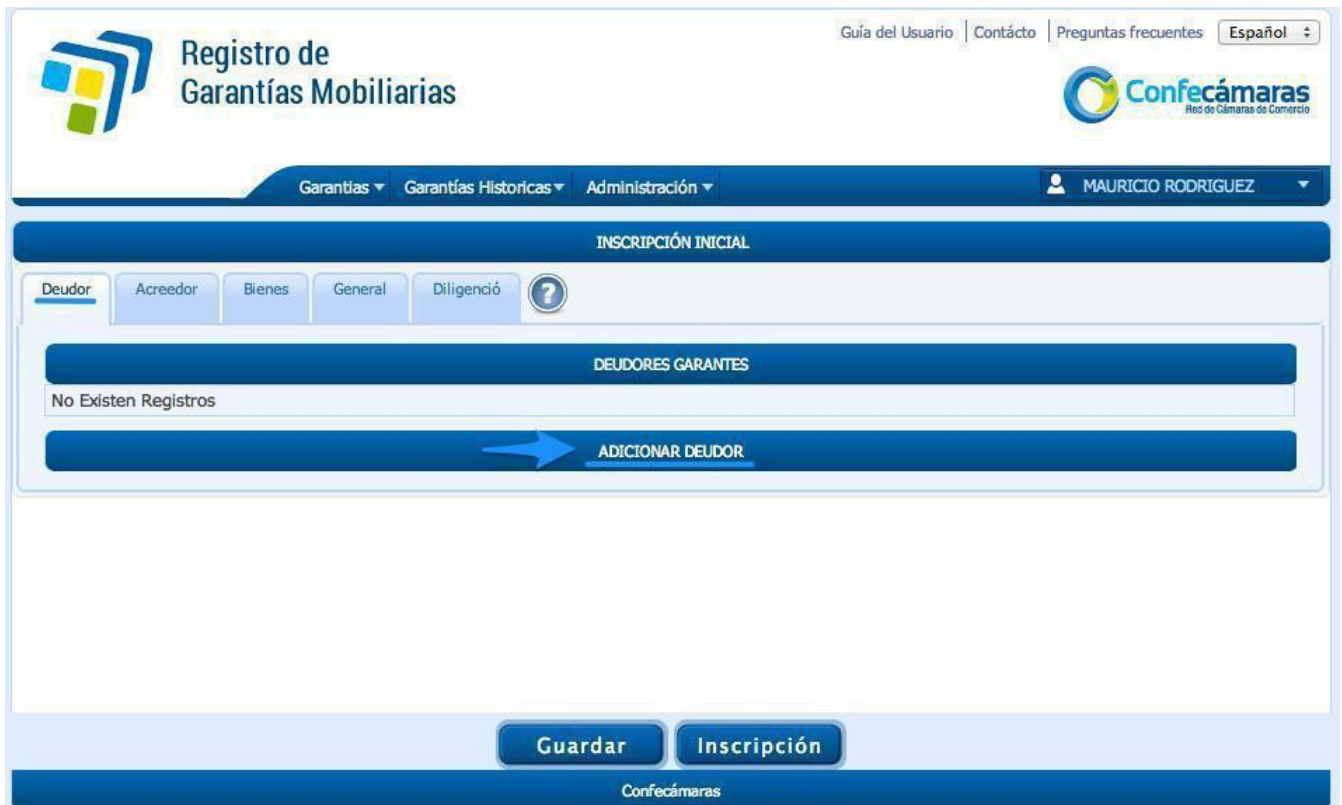 Guía del Usuario | Contácto | Preguntas frecuentes Español
Registro de
Garantías Mobiliarias
Confecámaras
Red de Cámaras de Comercio
Garantias Garantías Historicas Administración MAURICIO RODRIGUEZ
INSCRIPCIÓN INICIAL
Deudor Acreedor Bienes General Diligenció ?
DEUDORES GARANTES
No Existen Registros
ADICIONAR DEUDOR
Guardar Inscripción
Confecámaras